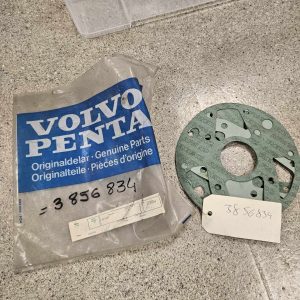 VOLVO
PENTA
Originaldelar · Genuine Parts
Originalteile · Pièces d'origine
- 3856834
3856834